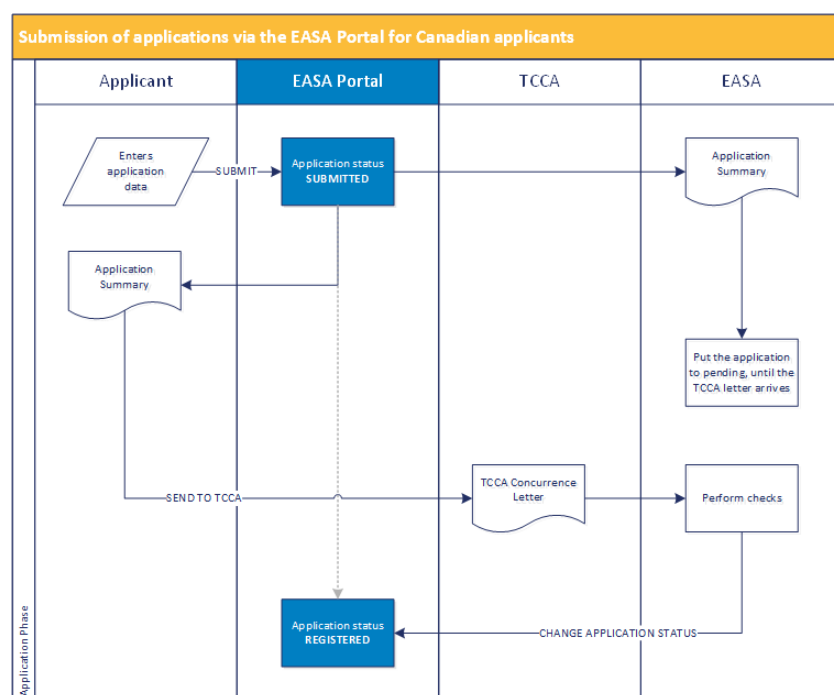 Submission of applications via the EASA Portal for Canadian applicants
Applicant
EASA Portal
TCCA
EASA
Enters
application
data
SUBMIT
Application status
SUBMITTED
Application
Summary
Application
Summary
Put the application
to pending, until the
TCCA letter arrives
SEND TO TCCA
TCCA Concurrence
Letter
Perform checks
Application status
REGISTERED
CHANGE APPLICATION STATUS
Application Phase